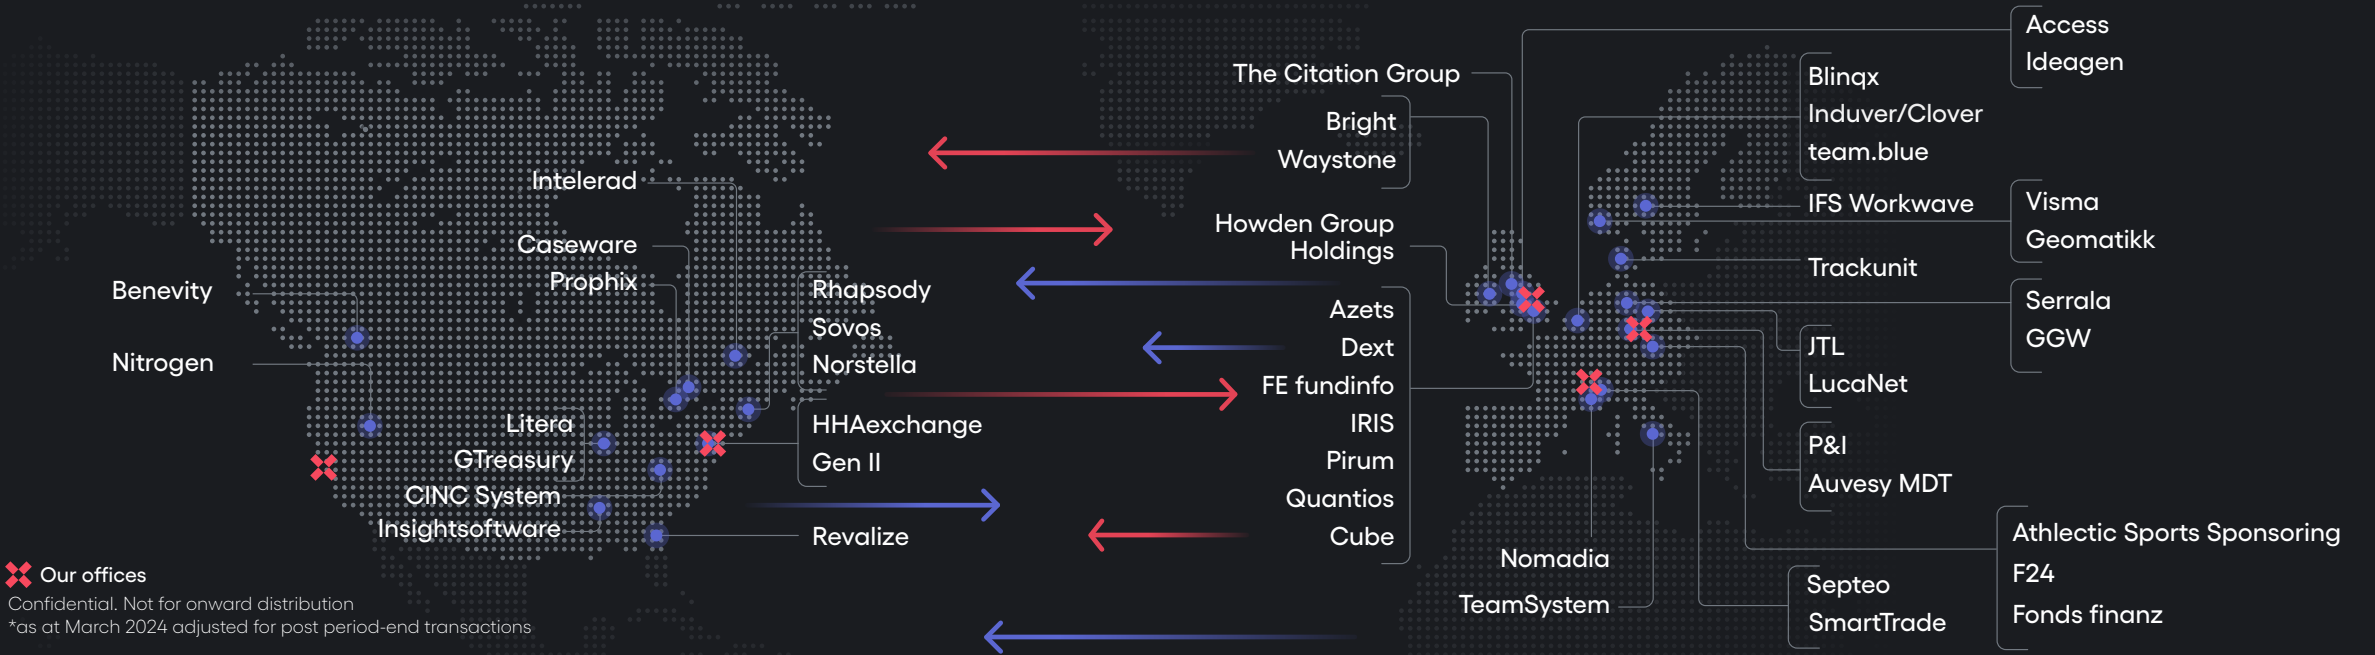 Intelerad
Caseware
Prophix
Benevity
Nitrogen
Rhapsody
Sovos
Norstella
Litera
GTreasury
CINC System
Insightsoftware
HHAexchange
Gen II
Revalize
Our offices
Confidential. Not for onward distribution
*as at March 2024 adjusted for post period-end transactions
The Citation Group
Bright
Waystone
Howden Group
Holdings
Azets
Dext
FE fundinfo
IRIS
Pirum
Quantios
Cube
Nomadia
TeamSystem
Access
Ideagen
Blinqx
Induver/Clover
team.blue
IFS Workwave
Visma
Geomatikk
Trackunit
Serrala
GGW
JTL
LucaNet
P&I
Auvesy MDT
Athlectic Sports Sponsoring
F24
Fonds finanz
Septeo
SmartTrade